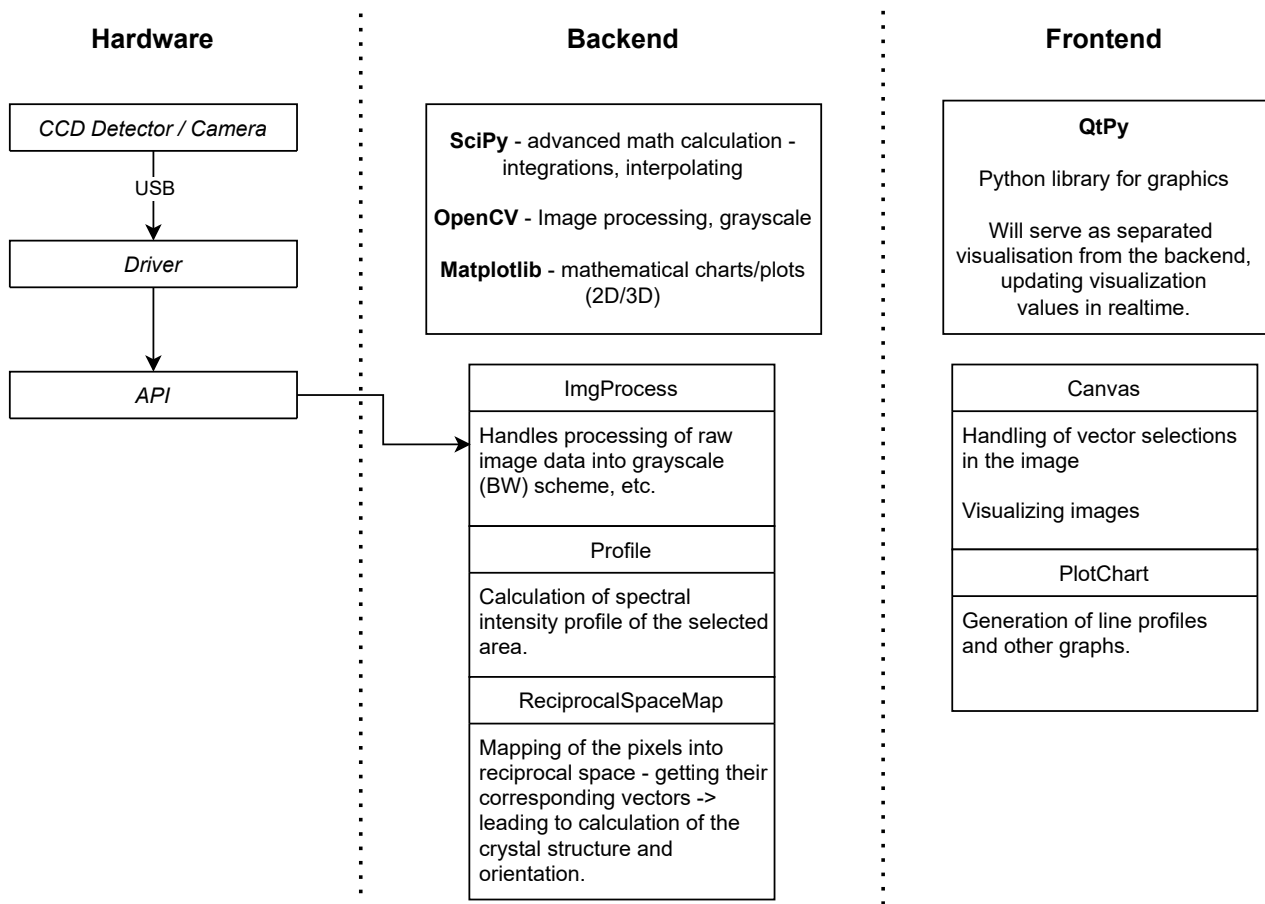 Hardware
CCD Detector / Camera
USB
Driver
API
Backend
SciPy - advanced math calculation -
integrations, interpolating
OpenCV - Image processing, grayscale
Matplotlib - mathematical charts/plots
(2D/3D)
ImgProcess
Handles processing of raw
image data into grayscale
(BW) scheme, etc.
Profile
Calculation of spectral
intensity profile of the selected
area.
ReciprocalSpaceMap
Mapping of the pixels into
reciprocal space - getting their
corresponding vectors ->
leading to calculation of the
crystal structure and
orientation.
Frontend
QtPy
Python library for graphics
Will serve as separated
visualisation from the backend,
updating visualization
values in realtime.
Canvas
Handling of vector selections
in the image
Visualizing images
PlotChart
Generation of line profiles
and other graphs.